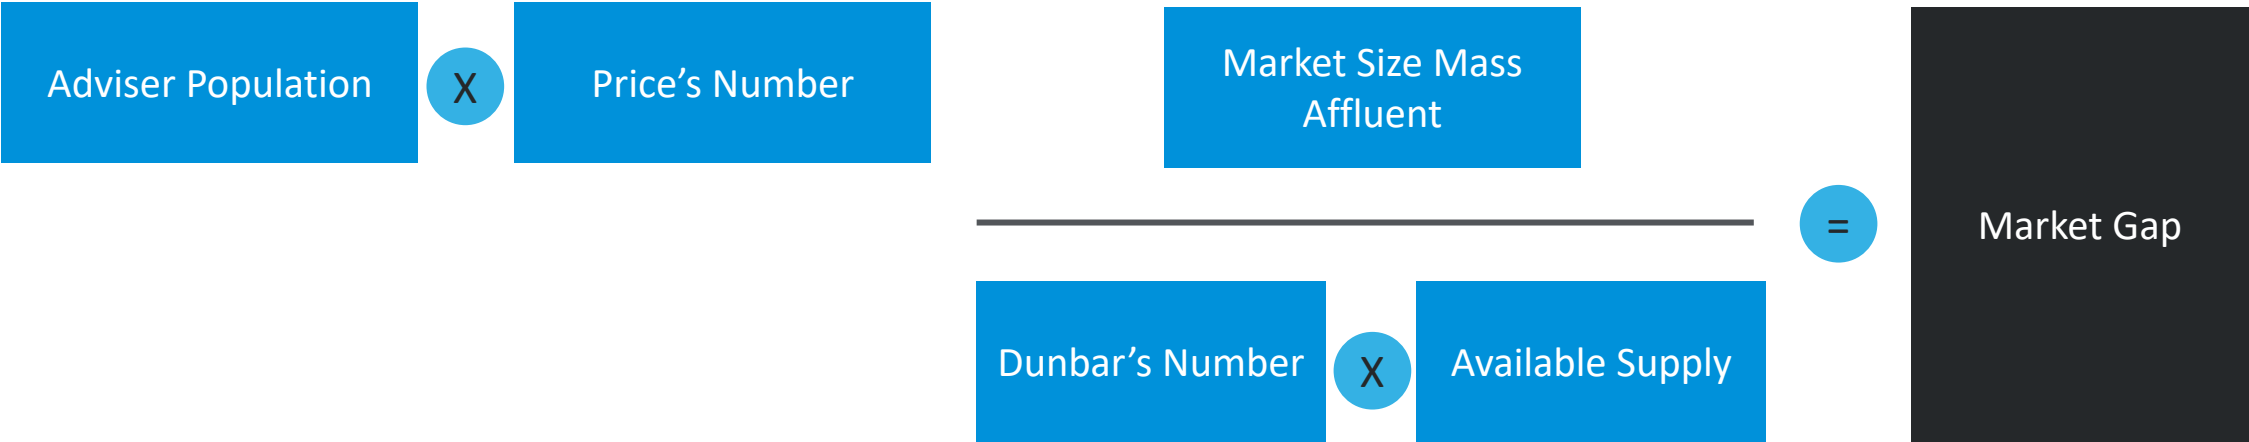 Adviser Population
X
Price’s Number
Market Size Mass
Affluent
=
Market Gap
Dunbar’s Number
X
Available Supply